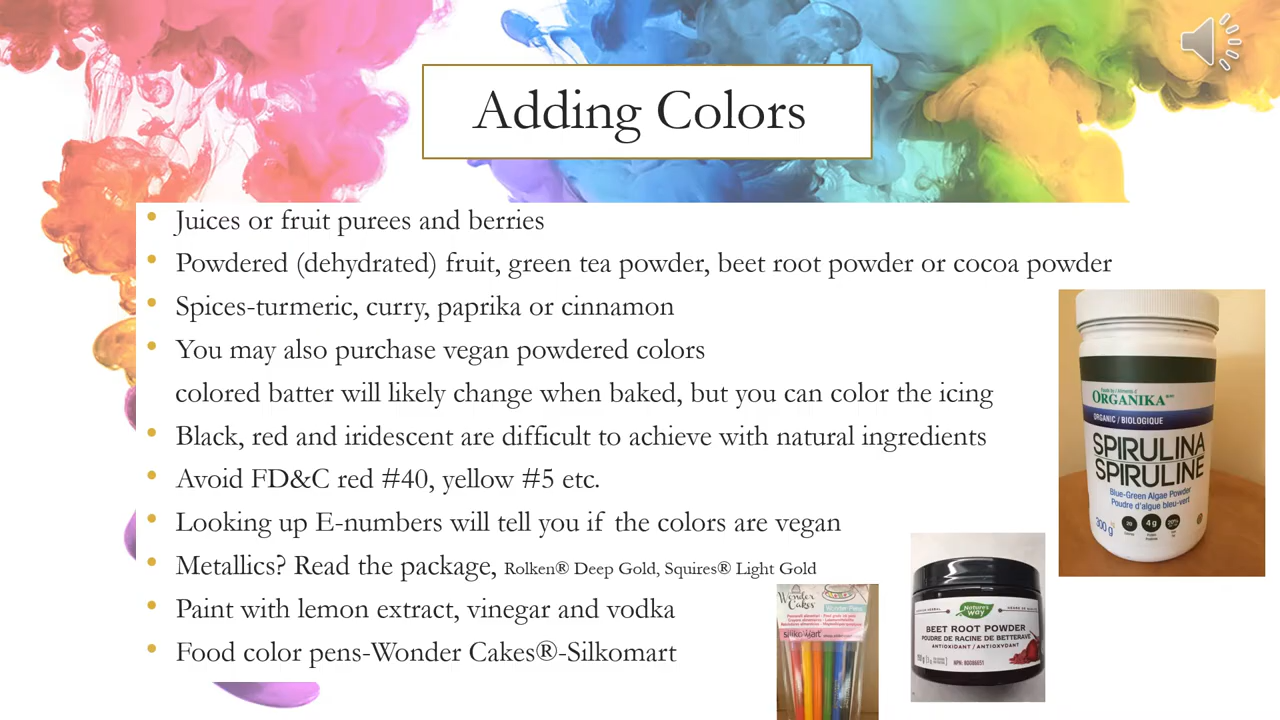 Adding Colors
Juices or fruit purees and berries
Powdered (dehydrated) fruit, green tea powder, beet root powder or cocoa powder
Spices-turmeric, curry, paprika or cinnamon
You may also purchase vegan powdered colors
colored batter will likely change when baked, but you can color the icing
Black, red and iridescent are difficult to achieve with natural ingredients
Avoid FD&C red #40, yellow #5 etc.
Looking up E-numbers will tell you if the colors are vegan
Metallics? Read the package, Rolken® Deep Gold, Squires® Light Gold
Paint with lemon extract, vinegar and vodka
Food color pens-Wonder Cakes®-Silkomart
ORGANIKA
ORGANIC / BIOLOGIQUE
SPIRULINA
SPIRULINE
Blue-Green Algae Powder
Poudre d'algue bleu-vert
300 g
4g
Nature's
way
BEET ROOT POWDER
POUDRE DE RACINE DE BETTERAVE
ANTIOXIDANT / ANTIOXYDANT
Wonder
Cakes
silikomart